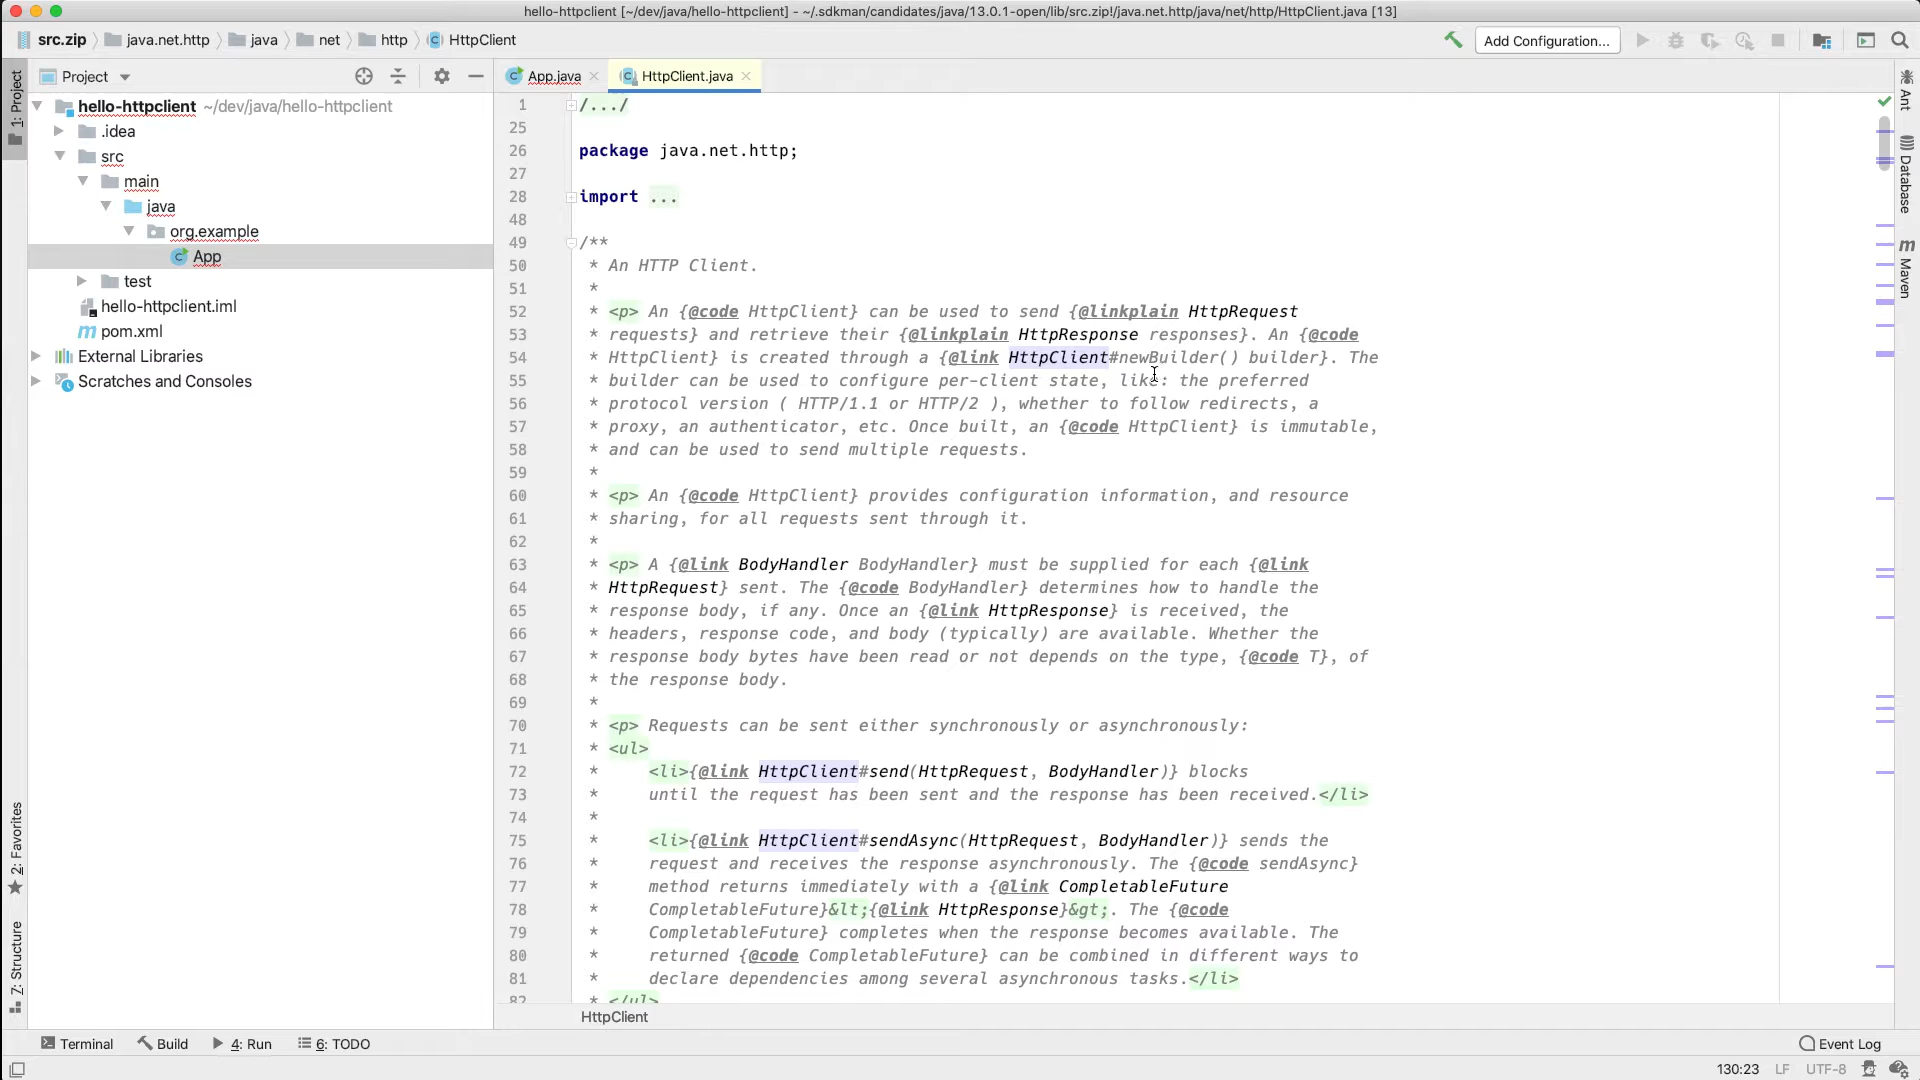 hello-httpclient [~/dev/java/hello-httpclient] - ~/.sdkman/candidates/java/13.0.1-open/lib/src.zip!/java.net.http/java/net/http/HttpClient.java [13]
src.zip java.net.http java net http HttpClient
Add Configuration...
Project
App.java
HttpClient.java
1: Project
2: Favorites
7: Structure
hello-httpclient ~/dev/java/hello-httpclient
.idea
src
main
java
org.example
App
test
hello-httpclient.iml
pom.xml
External Libraries
Scratches and Consoles
1 /.../
25
26 package java.net.http;
27
28 import ...
48
49 /**
50 * An HTTP Client.
51 *
52 * <p> An {@code HttpClient} can be used to send {@linkplain HttpRequest
53 * requests} and retrieve their {@linkplain HttpResponse responses}. An {@code
54 * HttpClient} is created through a {@link HttpClient#newBuilder() builder}. The
55 * builder can be used to configure per-client state, like: the preferred
56 * protocol version ( HTTP/1.1 or HTTP/2 ), whether to follow redirects, a
57 * proxy, an authenticator, etc. Once built, an {@code HttpClient} is immutable,
58 * and can be used to send multiple requests.
59 *
60 * <p> An {@code HttpClient} provides configuration information, and resource
61 * sharing, for all requests sent through it.
62 *
63 * <p> A {@link BodyHandler BodyHandler} must be supplied for each {@link
64 * HttpRequest} sent. The {@code BodyHandler} determines how to handle the
65 * response body, if any. Once an {@link HttpResponse} is received, the
66 * headers, response code, and body (typically) are available. Whether the
67 * response body bytes have been read or not depends on the type, {@code T}, of
68 * the response body.
69 *
70 * <p> Requests can be sent either synchronously or asynchronously:
71 * <ul>
72 *     <li>{@link HttpClient#send(HttpRequest, BodyHandler)} blocks
73 *     until the request has been sent and the response has been received.</li>
74 *
75 *     <li>{@link HttpClient#sendAsync(HttpRequest, BodyHandler)} sends the
76 *     request and receives the response asynchronously. The {@code sendAsync}
77 *     method returns immediately with a {@link CompletableFuture
78 *     CompletableFuture}&lt;{@link HttpResponse}&gt;. The {@code
79 *     CompletableFuture} completes when the response becomes available. The
80 *     returned {@code CompletableFuture} can be combined in different ways to
81 *     declare dependencies among several asynchronous tasks.</li>
82 * </ul>
HttpClient
Ant
Database
Maven
Terminal
Build
4: Run
6: TODO
Event Log
130:23 LF UTF-8